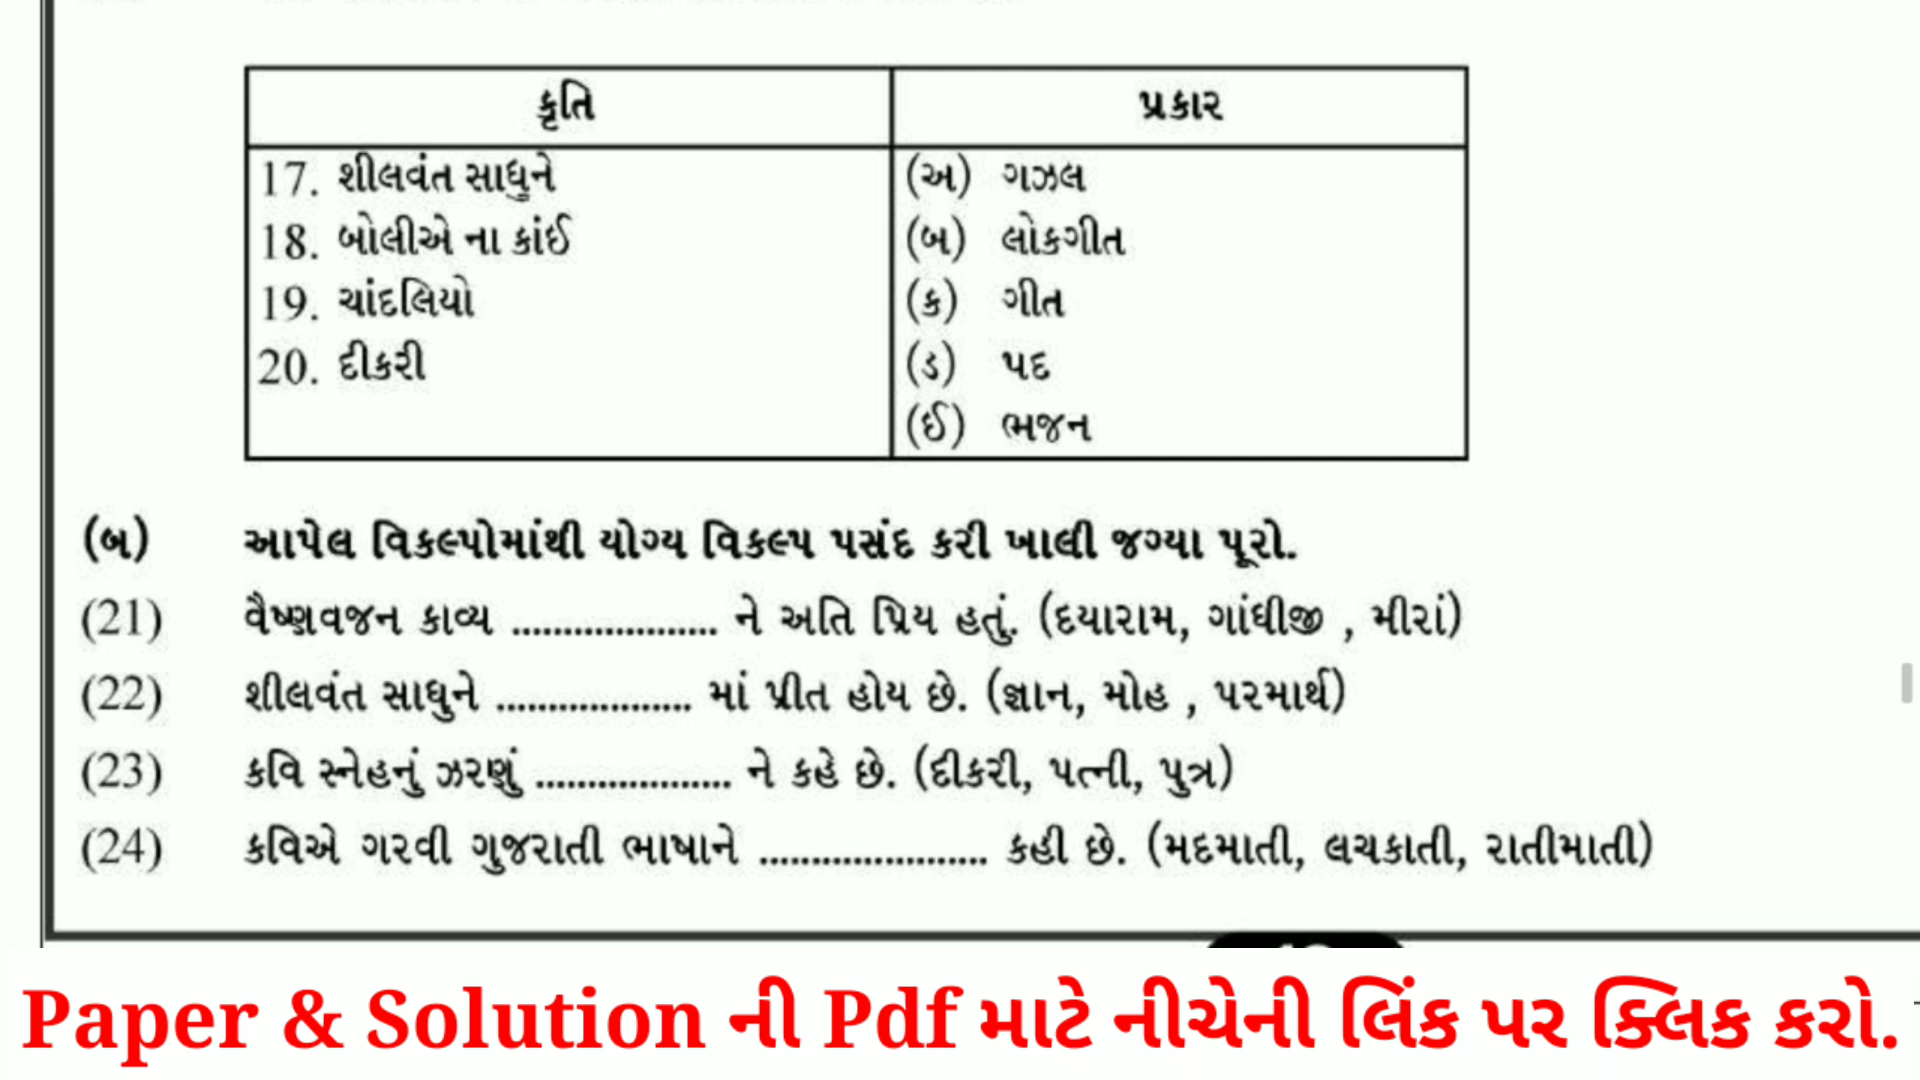 કૃતિ પ્રકાર
17. શીલવંત સાધુને (અ) ગઝલ
18. બોલીએ ના કાંઈ (બ) લોકગીત
19. ચાંદલિયો (ક) ગીત
20. દીકરી (ડ) પદ
(ઈ) ભજન
(બ) આપેલ વિકલ્પોમાંથી યોગ્ય વિકલ્પ પસંદ કરી ખાલી જગ્યા પૂરો.
(21) વૈષ્ણવજન કાવ્ય .................... ને અતિ પ્રિય હતું. (દયારામ, ગાંધીજી , મીરાં)
(22) શીલવંત સાધુને ................... માં પ્રીત હોય છે. (જ્ઞાન, મોહ , પરમાર્થ)
(23) કવિ સ્નેહનું ઝરણું ................... ને કહે છે. (દીકરી, પત્ની, પુત્ર)
(24) કવિએ ગરવી ગુજરાતી ભાષાને ...................... કહી છે. (મદમાતી, લચકાતી, રાતીમાતી)
Paper & Solution ની Pdf માટે નીચેની લિંક પર ક્લિક કરો.